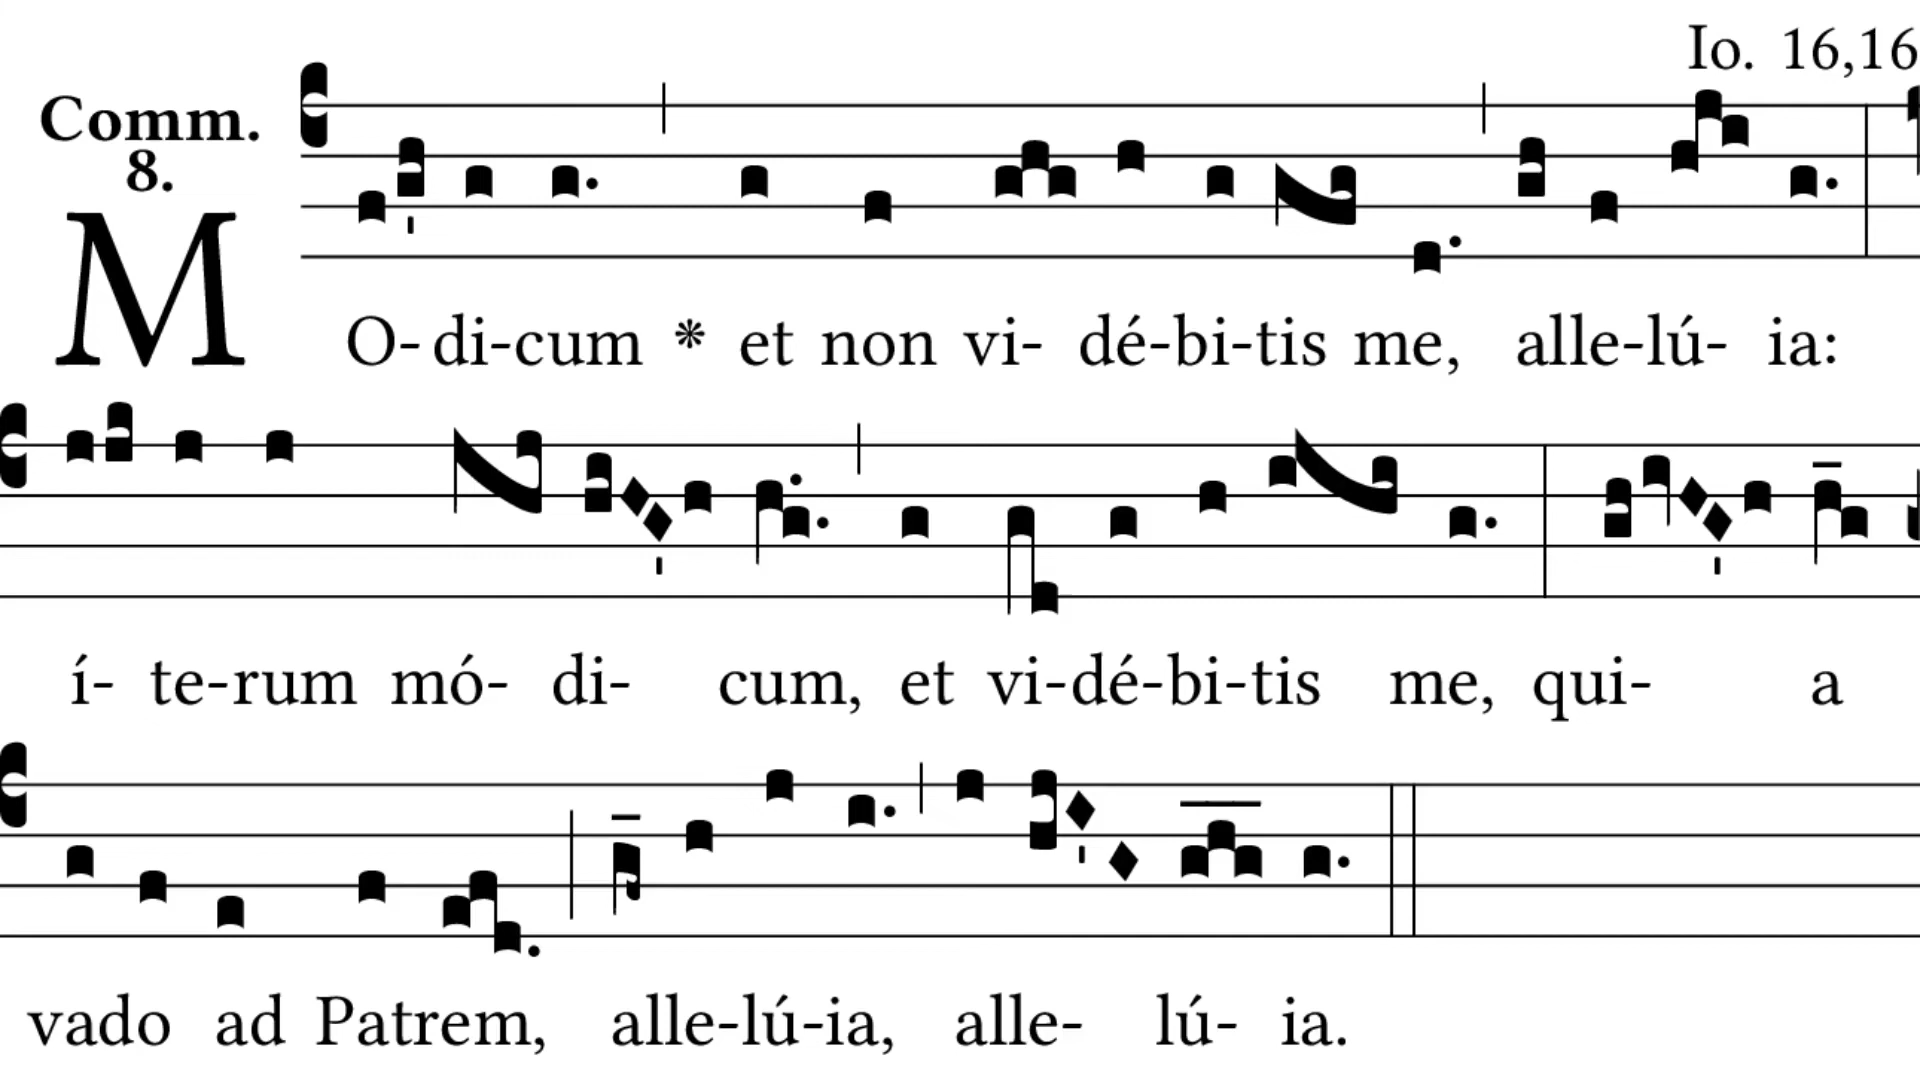 Io. 16,16
Comm.
8.
MO-di-cum * et non vi- dé-bi-tis me, alle-lú- ia:
í- te-rum mó- di- cum, et vi-dé-bi-tis me, qui- a
vado ad Patrem, alle-lú-ia, alle- lú- ia.